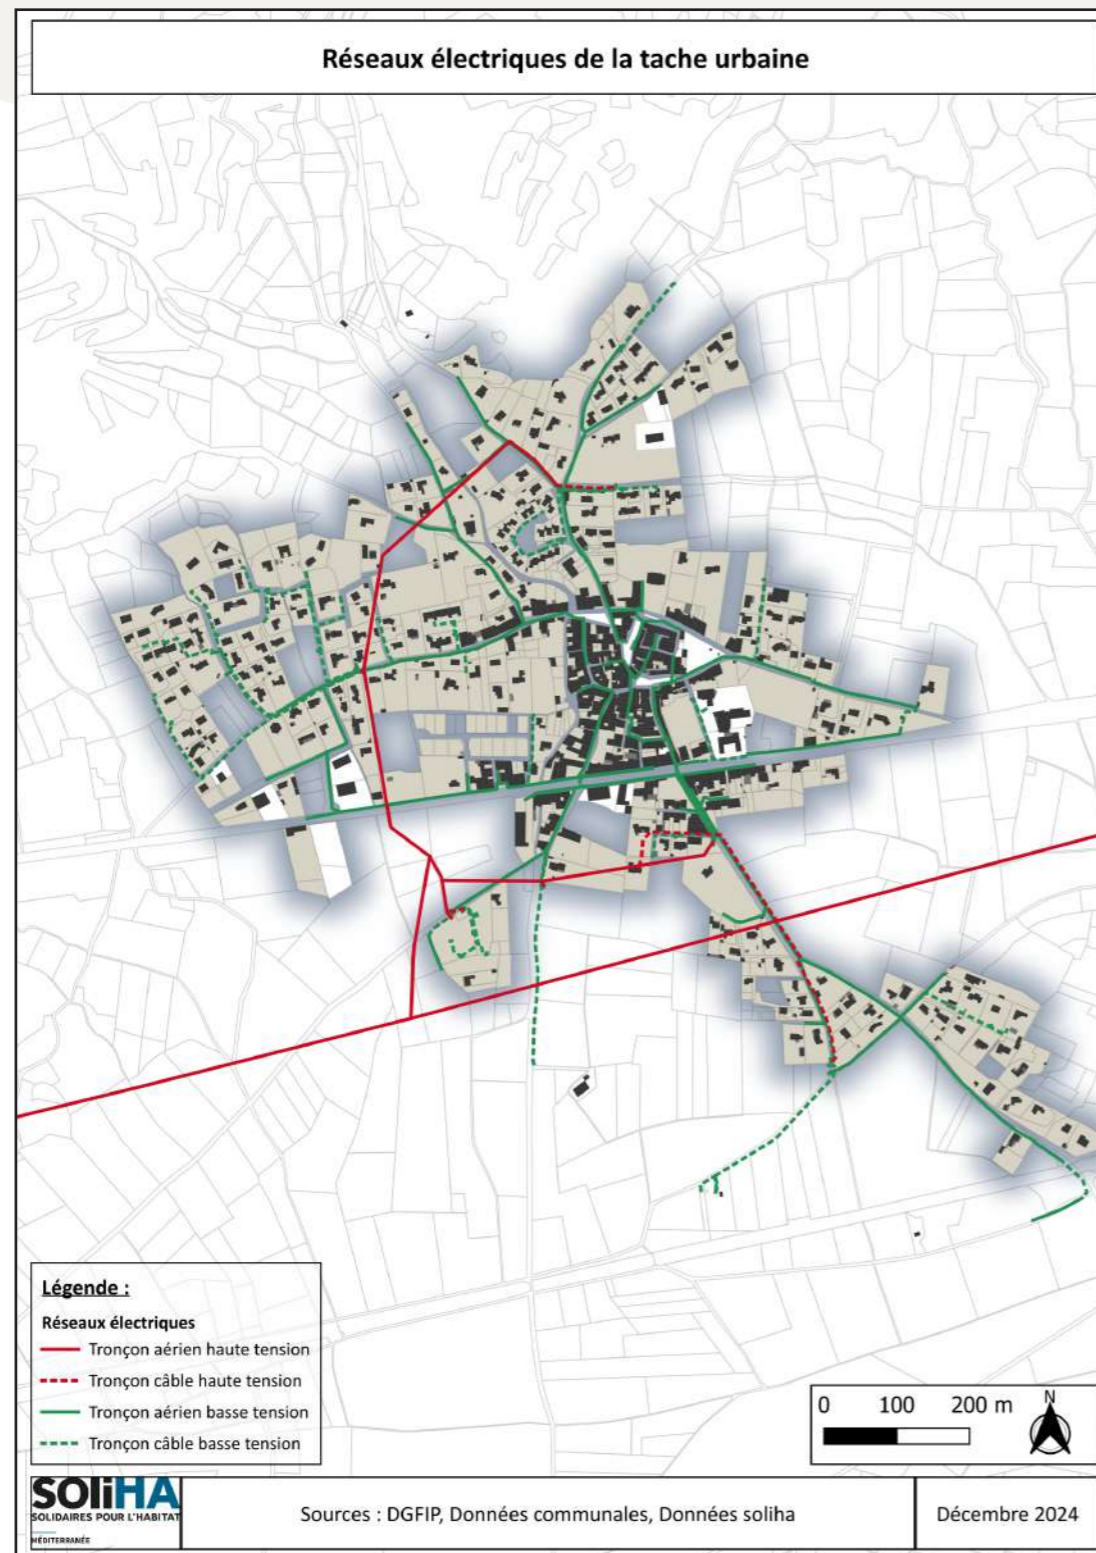 Réseaux électriques de la tache urbaine
Légende :
Réseaux électriques
Tronçon aérien haute tension
Tronçon câble haute tension
Tronçon aérien basse tension
Tronçon câble basse tension
0 100 200 m
N
SOliHA
SOLIDAIRES POUR L'HABITAT
MÉDITERRANÉE
Sources : DGFIP, Données communales, Données soliha
Décembre 2024